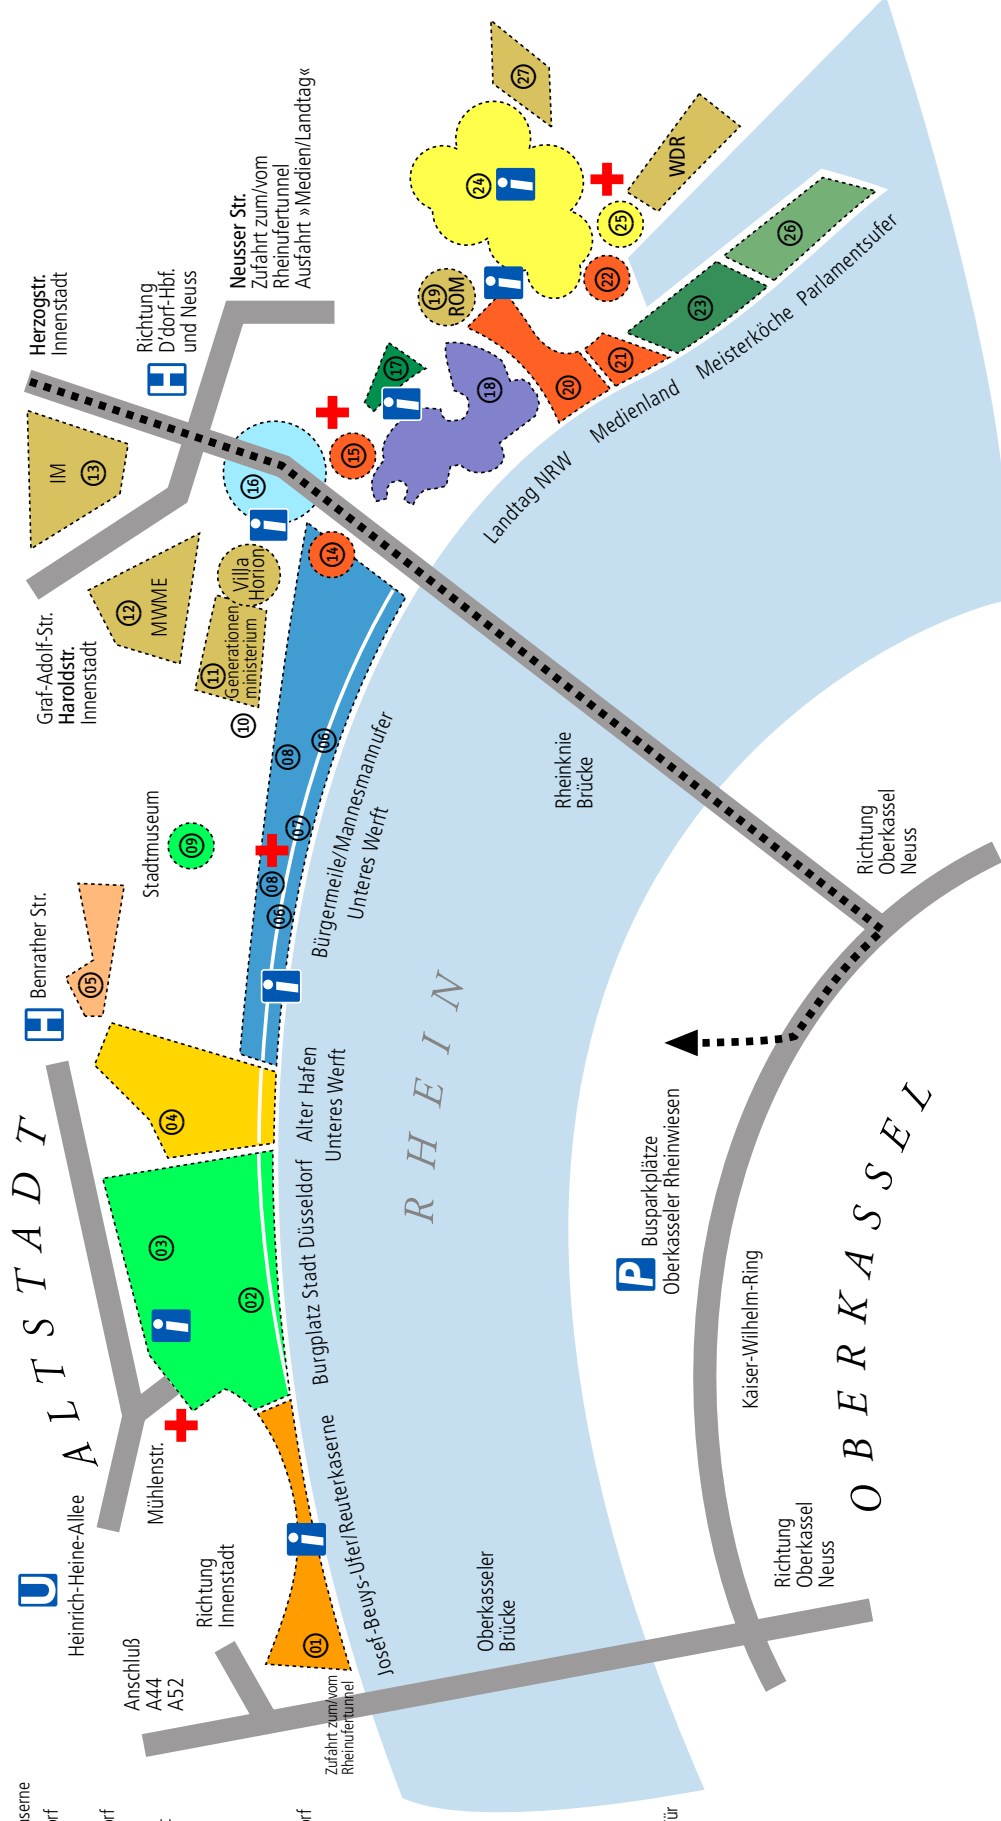 Anschluß
A44
A52
Richtung
Innenstadt
Zufahrt zum/vom
Rheinufertunnel
U
Heinrich-Heine-Allee
ALTSTADT
Mühlenstr.
H
Benrather Str.
Stadtmuseum
Graf-Adolf-Str.
Haroldstr.
Innenstadt
Herzogstr.
Innenstadt
H
Richtung
D'dorf-Hbf.
und Neuss
Neusser Str.
Zufahrt zum/vom
Rheinufertunnel
Ausfahrt »Medien/Landtag«
01
i
02
03
i
04
05
i
06
08
07
08
06
09
10
11
Generationen
ministerium
Villa
Horion
12
MWME
IM
13
14
i
16
15
17
i
18
19
ROM
i
20
21
22
23
24
i
25
26
27
WDR
Josef-Beuys-Ufer/Reuterkaserne
Burgplatz Stadt Düsseldorf
Alter Hafen
Unteres Werft
Bürgermeile/Mannesmannufer
Unteres Werft
Landtag NRW
Medienland
Meisterköche
Parlamentsufer
RHEIN
Oberkasseler
Brücke
Rheinknie
Brücke
P
Busparkplätze
Oberkasseler Rheinwiesen
Kaiser-Wilhelm-Ring
OBERKASSEL
Richtung
Oberkassel
Neuss
Richtung
Oberkassel
Neuss